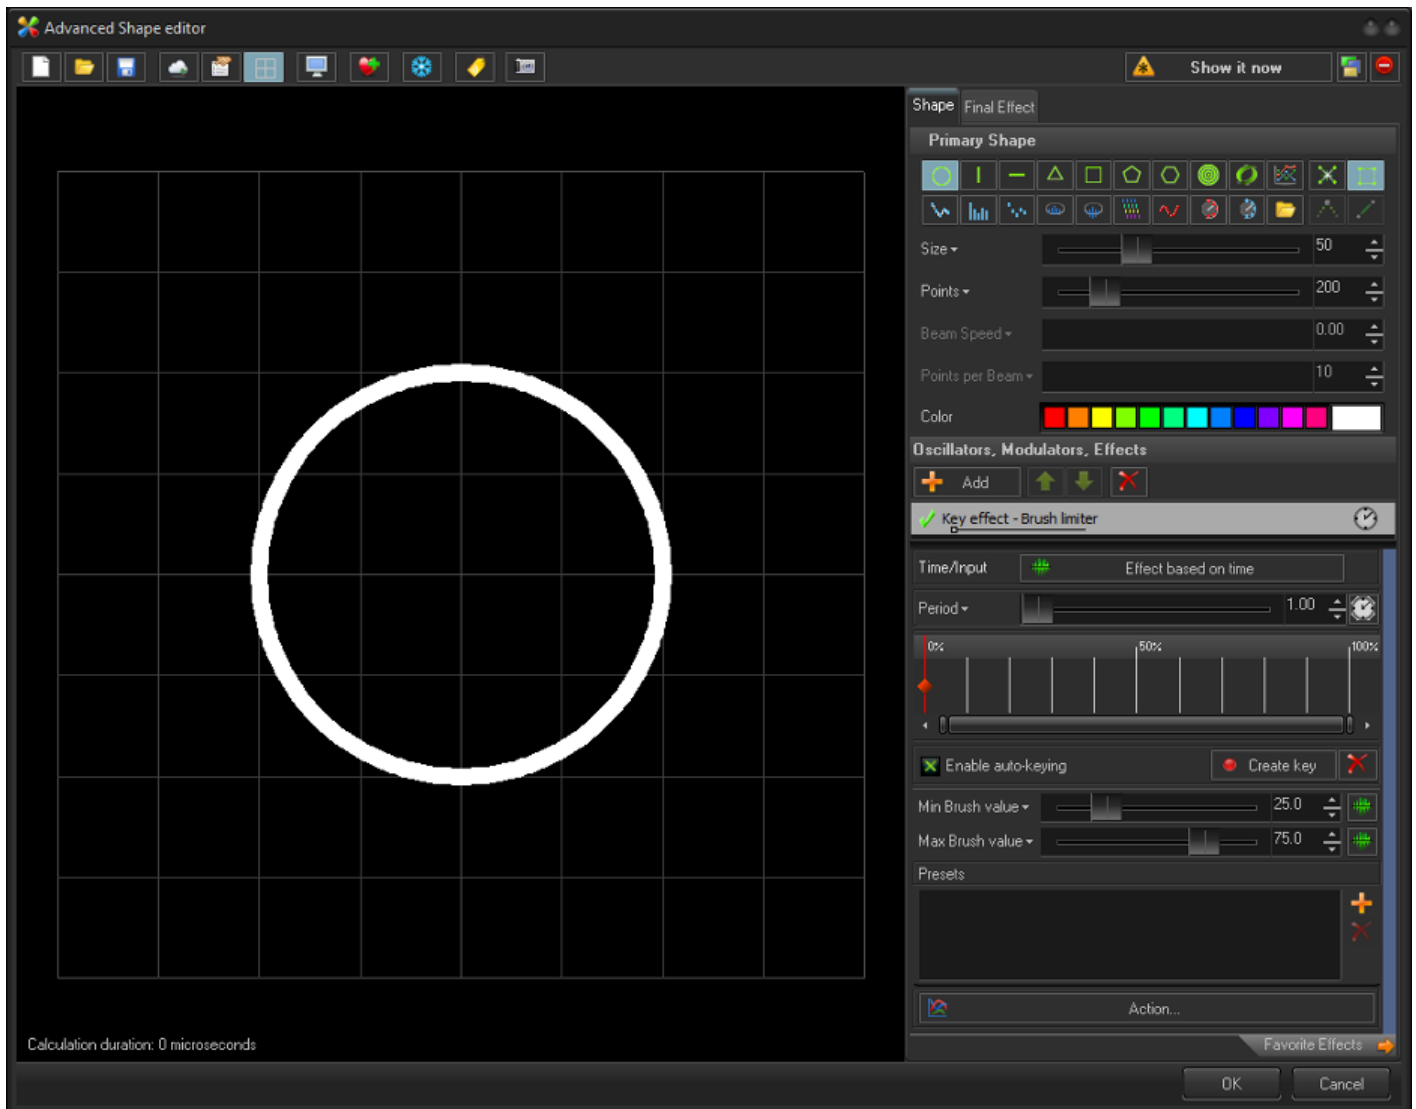 Advanced Shape editor
Show it now
Shape Final Effect
Primary Shape
Size 50
Points 200
Beam Speed 0.00
Points per Beam 10
Color
Oscillators, Modulators, Effects
Add
Key effect - Brush limiter
Time/Input Effect based on time
Period 1.00
0% 50% 100%
Enable auto-keying Create key
Min Brush value 25.0
Max Brush value 75.0
Presets
Action...
Calculation duration: 0 microseconds
Favorite Effects
OK Cancel